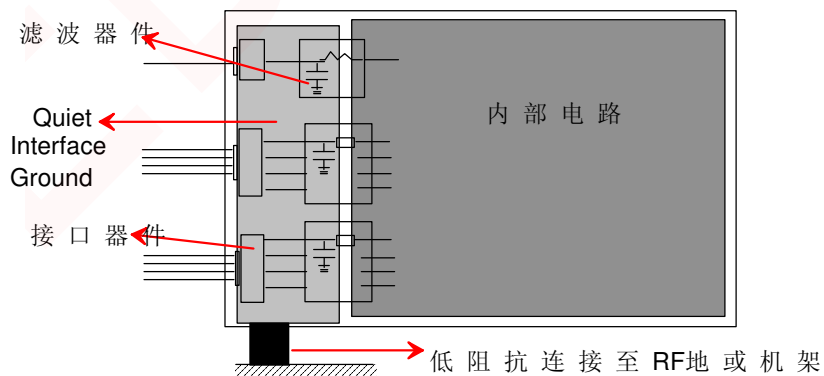 滤波器件
Quiet
Interface
Ground
内部电路
接口器件
低阻抗连接至 RF地或机架